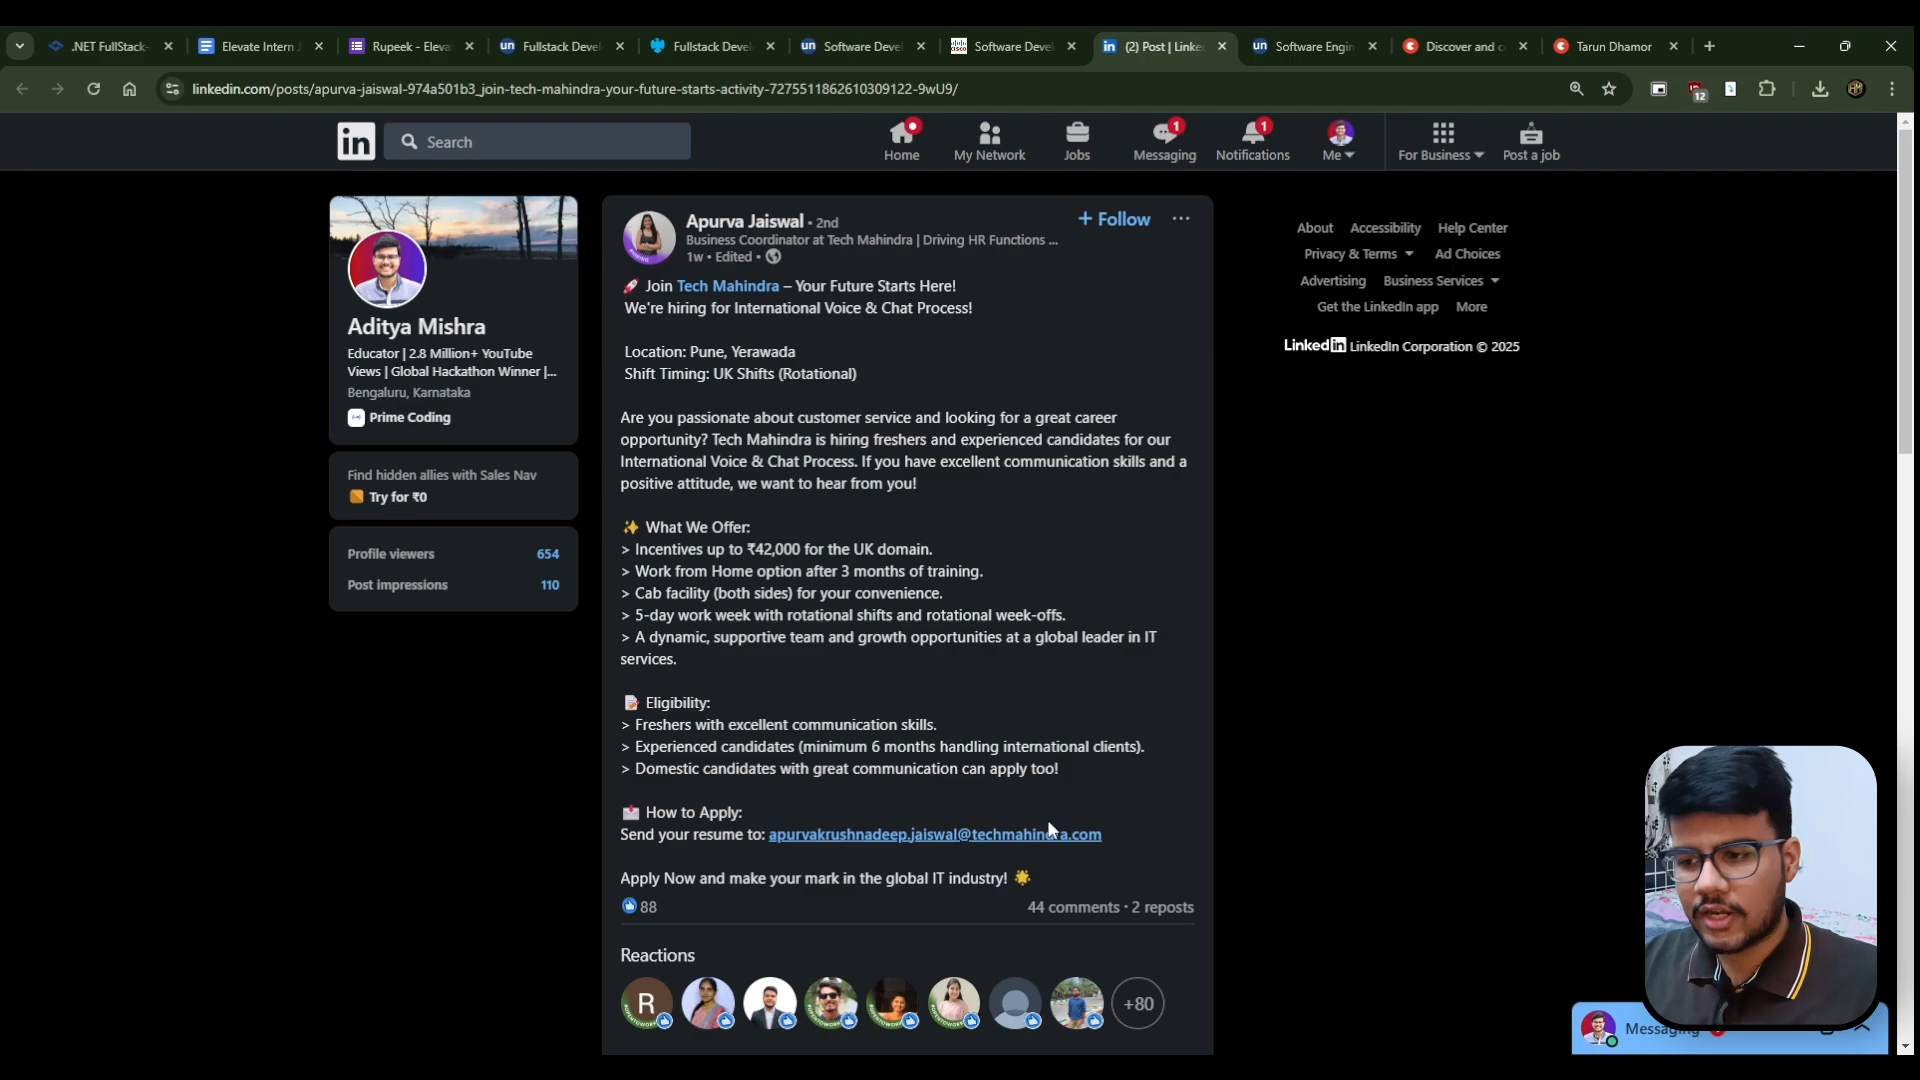 .NET FullStack
Elevate Intern J
Rupeek - Eleva
un
Fullstack Devel
Fullstack Devel
un
Software Devel
Software Devel
in
(2) Post | Linke
un
Software Engin
Discover and c
Tarun Dhamor
linkedin.com/posts/apurva-jaiswal-974a501b3_join-tech-mahindra-your-future-starts-activity-7275511862610309122-9wU9/
12
in
Search
Home
My Network
Jobs
1
Messaging
1
Notifications
Me
For Business
Post a job
Aditya Mishra
Educator | 2.8 Million+ YouTube
Views | Global Hackathon Winner |...
Bengaluru, Karnataka
Prime Coding
Find hidden allies with Sales Nav
Try for ₹0
Profile viewers 654
Post impressions 110
Apurva Jaiswal • 2nd
Business Coordinator at Tech Mahindra | Driving HR Functions ...
1w • Edited •
+ Follow ...
🚀 Join Tech Mahindra – Your Future Starts Here!
We're hiring for International Voice & Chat Process!
Location: Pune, Yerawada
Shift Timing: UK Shifts (Rotational)
Are you passionate about customer service and looking for a great career
opportunity? Tech Mahindra is hiring freshers and experienced candidates for our
International Voice & Chat Process. If you have excellent communication skills and a
positive attitude, we want to hear from you!
✨ What We Offer:
> Incentives up to ₹42,000 for the UK domain.
> Work from Home option after 3 months of training.
> Cab facility (both sides) for your convenience.
> 5-day work week with rotational shifts and rotational week-offs.
> A dynamic, supportive team and growth opportunities at a global leader in IT
services.
📝 Eligibility:
> Freshers with excellent communication skills.
> Experienced candidates (minimum 6 months handling international clients).
> Domestic candidates with great communication can apply too!
📩 How to Apply:
Send your resume to: apurvakrushnadeep.jaiswal@techmahindra.com
Apply Now and make your mark in the global IT industry! 🌟
88
44 comments • 2 reposts
Reactions
R
+80
About Accessibility Help Center
Privacy & Terms Ad Choices
Advertising Business Services
Get the LinkedIn app More
LinkedIn LinkedIn Corporation © 2025
Messaging